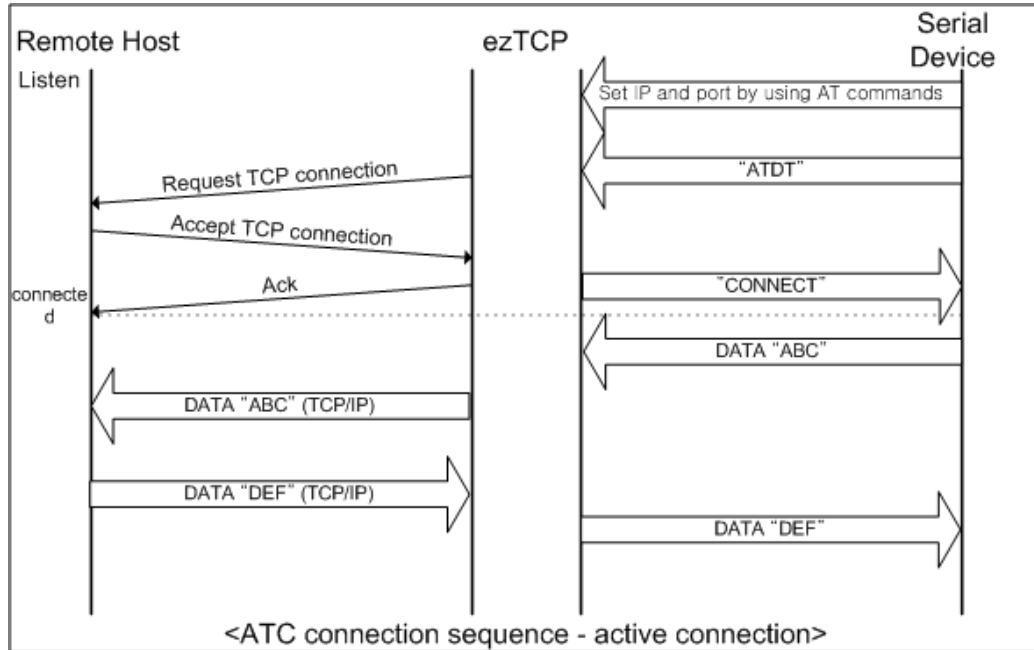 Remote Host
ezTCP
Serial
Device
Listen
Set IP and port by using AT commands
"ATDT"
Request TCP connection
Accept TCP connection
Ack
"CONNECT"
connecte
d
DATA "ABC"
DATA "ABC" (TCP/IP)
DATA "DEF" (TCP/IP)
DATA "DEF"
<ATC connection sequence - active connection>